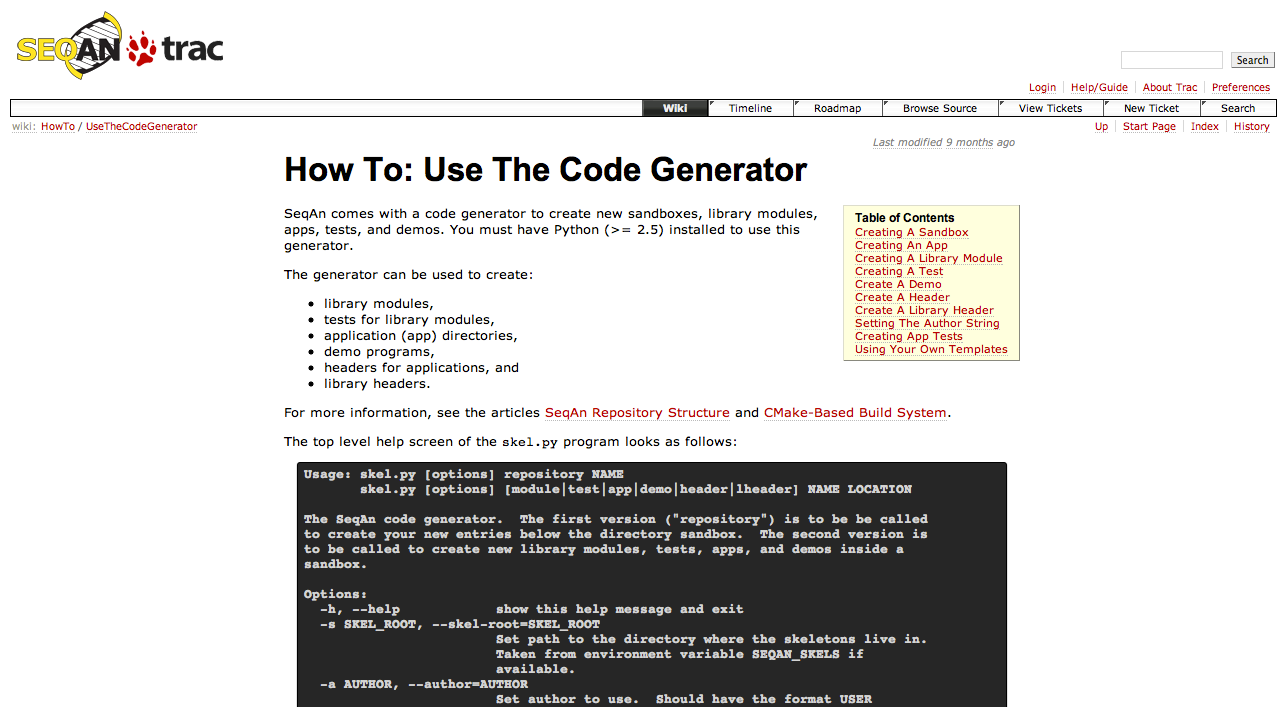 SEQAN trac
Search
Login Help/Guide About Trac Preferences
Wiki Timeline Roadmap Browse Source View Tickets New Ticket Search
wiki: HowTo / UseTheCodeGenerator
Up Start Page Index History
Last modified 9 months ago
How To: Use The Code Generator
SeqAn comes with a code generator to create new sandboxes, library modules,
apps, tests, and demos. You must have Python (>= 2.5) installed to use this
generator.
Table of Contents
Creating A Sandbox
Creating An App
Creating A Library Module
Creating A Test
Create A Demo
Create A Header
Create A Library Header
Setting The Author String
Creating App Tests
Using Your Own Templates
The generator can be used to create:
• library modules,
• tests for library modules,
• application (app) directories,
• demo programs,
• headers for applications, and
• library headers.
For more information, see the articles SeqAn Repository Structure and CMake-Based Build System.
The top level help screen of the skel.py program looks as follows:
Usage: skel.py [options] repository NAME
skel.py [options] [module|test|app|demo|header|lheader] NAME LOCATION
The SeqAn code generator.  The first version ("repository") is to be be called
to create your new entries below the directory sandbox.  The second version is
to be called to create new library modules, tests, apps, and demos inside a
sandbox.
Options:
-h, --help            show this help message and exit
-s SKEL_ROOT, --skel-root=SKEL_ROOT
Set path to the directory where the skeletons live in.
Taken from environment variable SEQAN_SKELS if
available.
-a AUTHOR, --author=AUTHOR
Set author to use.  Should have the format USER